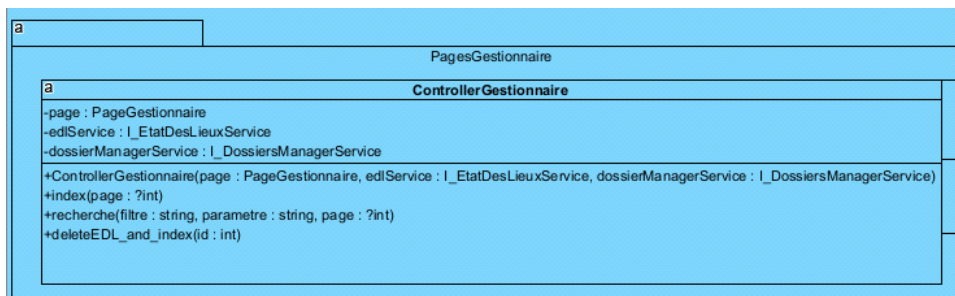 a
PagesGestionnaire
a
ControllerGestionnaire
-page : PageGestionnaire
-edlService : I_EtatDesLieuxService
-dossierManagerService : I_DossiersManagerService
+ControllerGestionnaire(page : PageGestionnaire, edlService : I_EtatDesLieuxService, dossierManagerService : I_DossiersManagerService)
+index(page : ?int)
+recherche(filtre : string, parametre : string, page : ?int)
+deleteEDL_and_index(id : int)